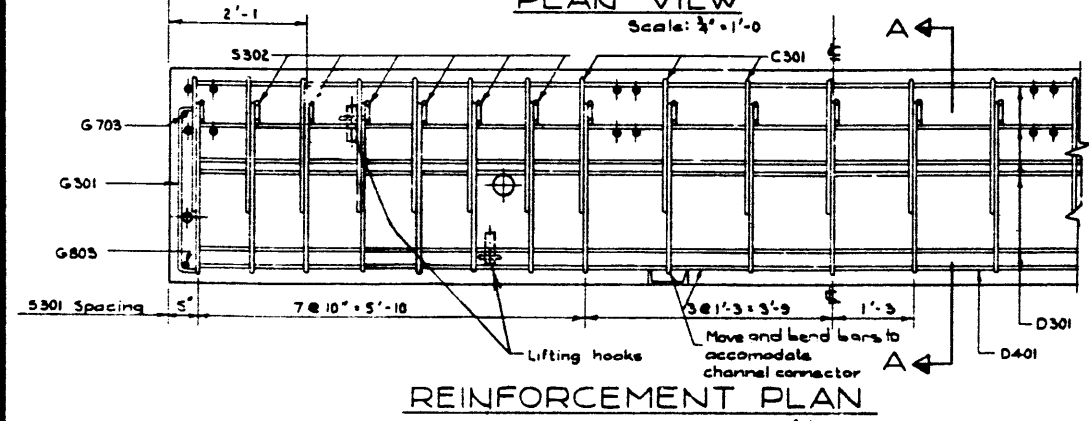 PLAN VIEW
Scale: ¾" = 1'-0
2'-1
A
S302
C301
G703
G301
G803
S301 Spacing
5"
7 @ 10" = 5'-10
3 @ 1'-3 = 3'-9
1'-3
D301
D401
Lifting hooks
Move and bend bars to
accomodate
channel connector
A
REINFORCEMENT PLAN